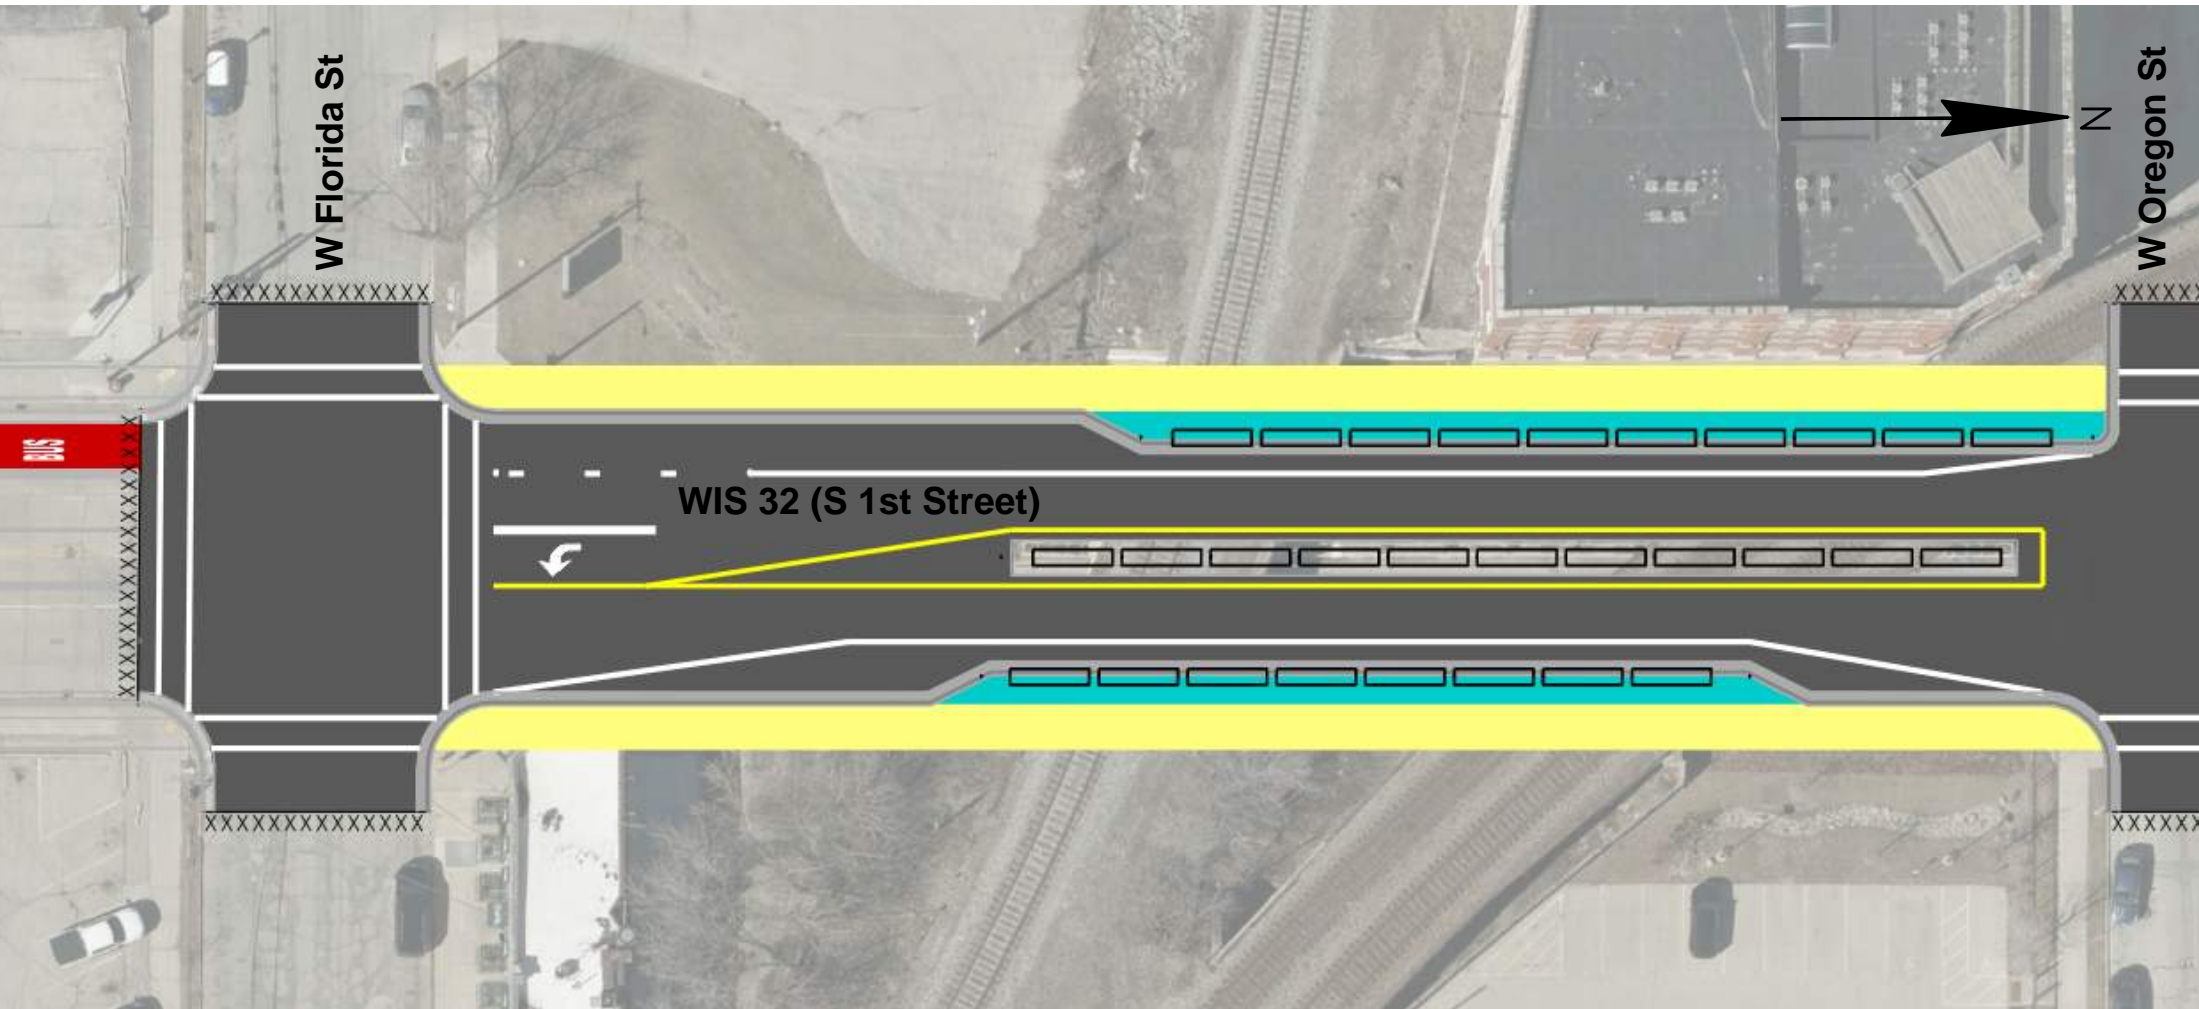 W Florida St
N
W Oregon St
BUS
WIS 32 (S 1st Street)